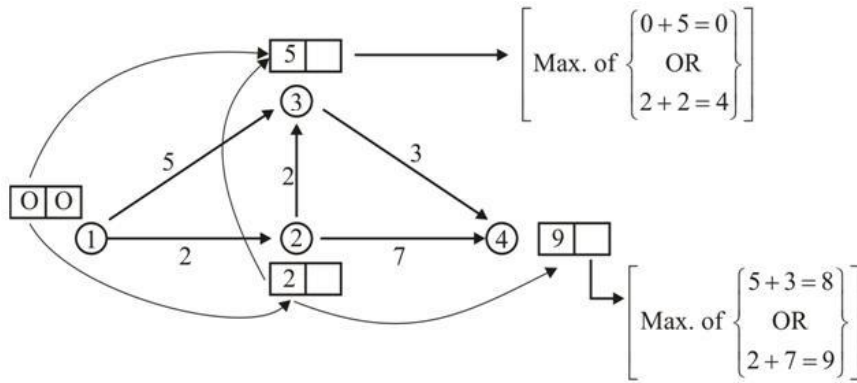 5
0 + 5 = 0
Max. of OR
2 + 2 = 4
3
5
3
2
O O
1
2
2
7
4
9
2
5 + 3 = 8
Max. of OR
2 + 7 = 9